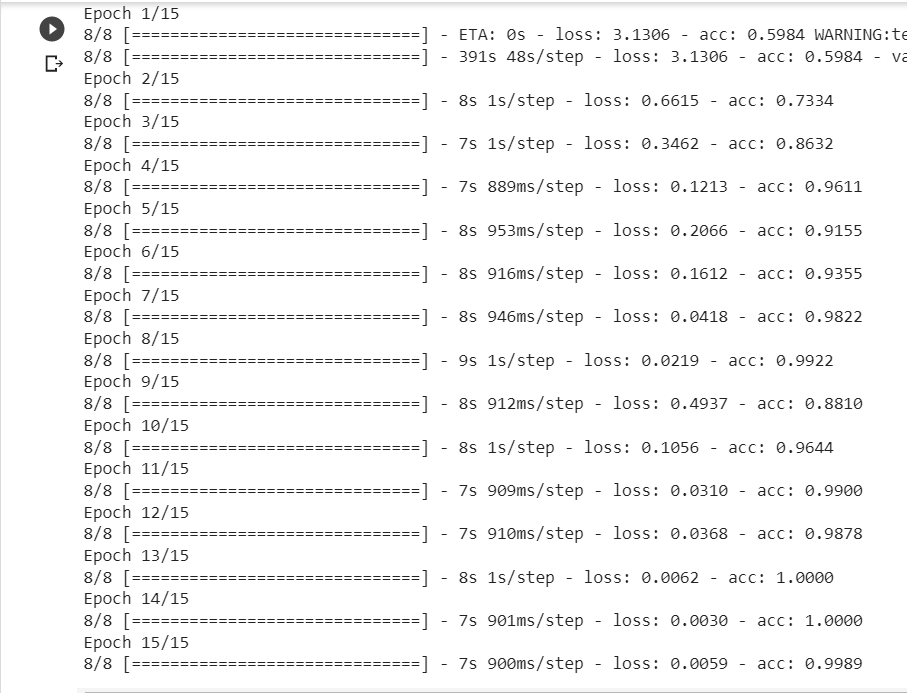 Epoch 1/15
8/8 [==============================] - ETA: 0s - loss: 3.1306 - acc: 0.5984 WARNING:te
8/8 [==============================] - 391s 48s/step - loss: 3.1306 - acc: 0.5984 - va
Epoch 2/15
8/8 [==============================] - 8s 1s/step - loss: 0.6615 - acc: 0.7334
Epoch 3/15
8/8 [==============================] - 7s 1s/step - loss: 0.3462 - acc: 0.8632
Epoch 4/15
8/8 [==============================] - 7s 889ms/step - loss: 0.1213 - acc: 0.9611
Epoch 5/15
8/8 [==============================] - 8s 953ms/step - loss: 0.2066 - acc: 0.9155
Epoch 6/15
8/8 [==============================] - 8s 916ms/step - loss: 0.1612 - acc: 0.9355
Epoch 7/15
8/8 [==============================] - 8s 946ms/step - loss: 0.0418 - acc: 0.9822
Epoch 8/15
8/8 [==============================] - 9s 1s/step - loss: 0.0219 - acc: 0.9922
Epoch 9/15
8/8 [==============================] - 8s 912ms/step - loss: 0.4937 - acc: 0.8810
Epoch 10/15
8/8 [==============================] - 8s 1s/step - loss: 0.1056 - acc: 0.9644
Epoch 11/15
8/8 [==============================] - 7s 909ms/step - loss: 0.0310 - acc: 0.9900
Epoch 12/15
8/8 [==============================] - 7s 910ms/step - loss: 0.0368 - acc: 0.9878
Epoch 13/15
8/8 [==============================] - 8s 1s/step - loss: 0.0062 - acc: 1.0000
Epoch 14/15
8/8 [==============================] - 7s 901ms/step - loss: 0.0030 - acc: 1.0000
Epoch 15/15
8/8 [==============================] - 7s 900ms/step - loss: 0.0059 - acc: 0.9989